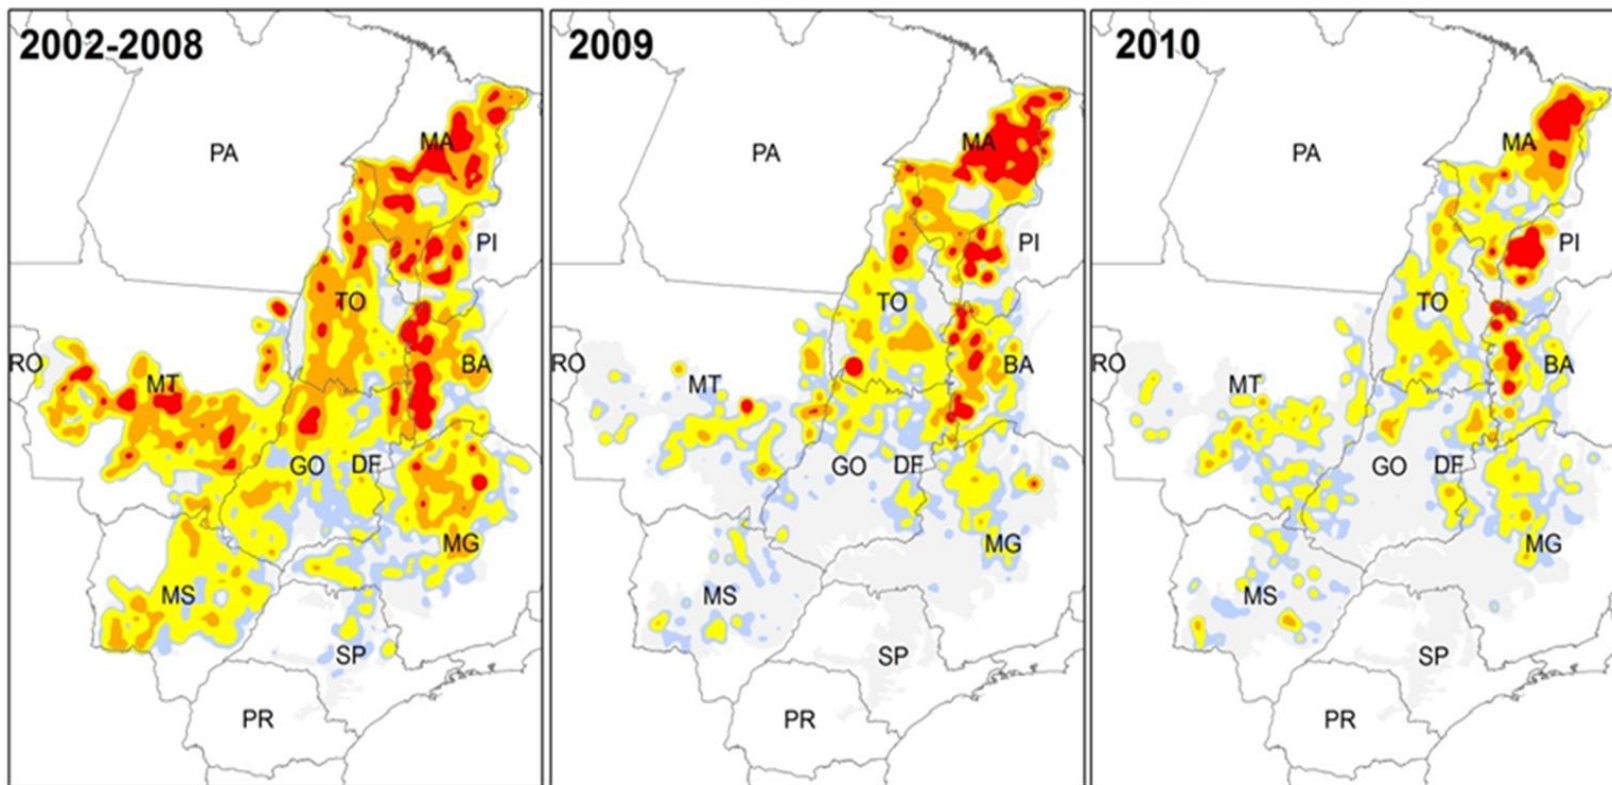 2002-2008
PA
MA
PI
TO
RO
MT
BA
GO
DF
MG
MS
SP
PR
2009
PA
MA
PI
TO
RO
MT
BA
GO
DF
MG
MS
SP
PR
2010
PA
MA
PI
TO
RO
MT
BA
GO
DF
MG
MS
SP
PR